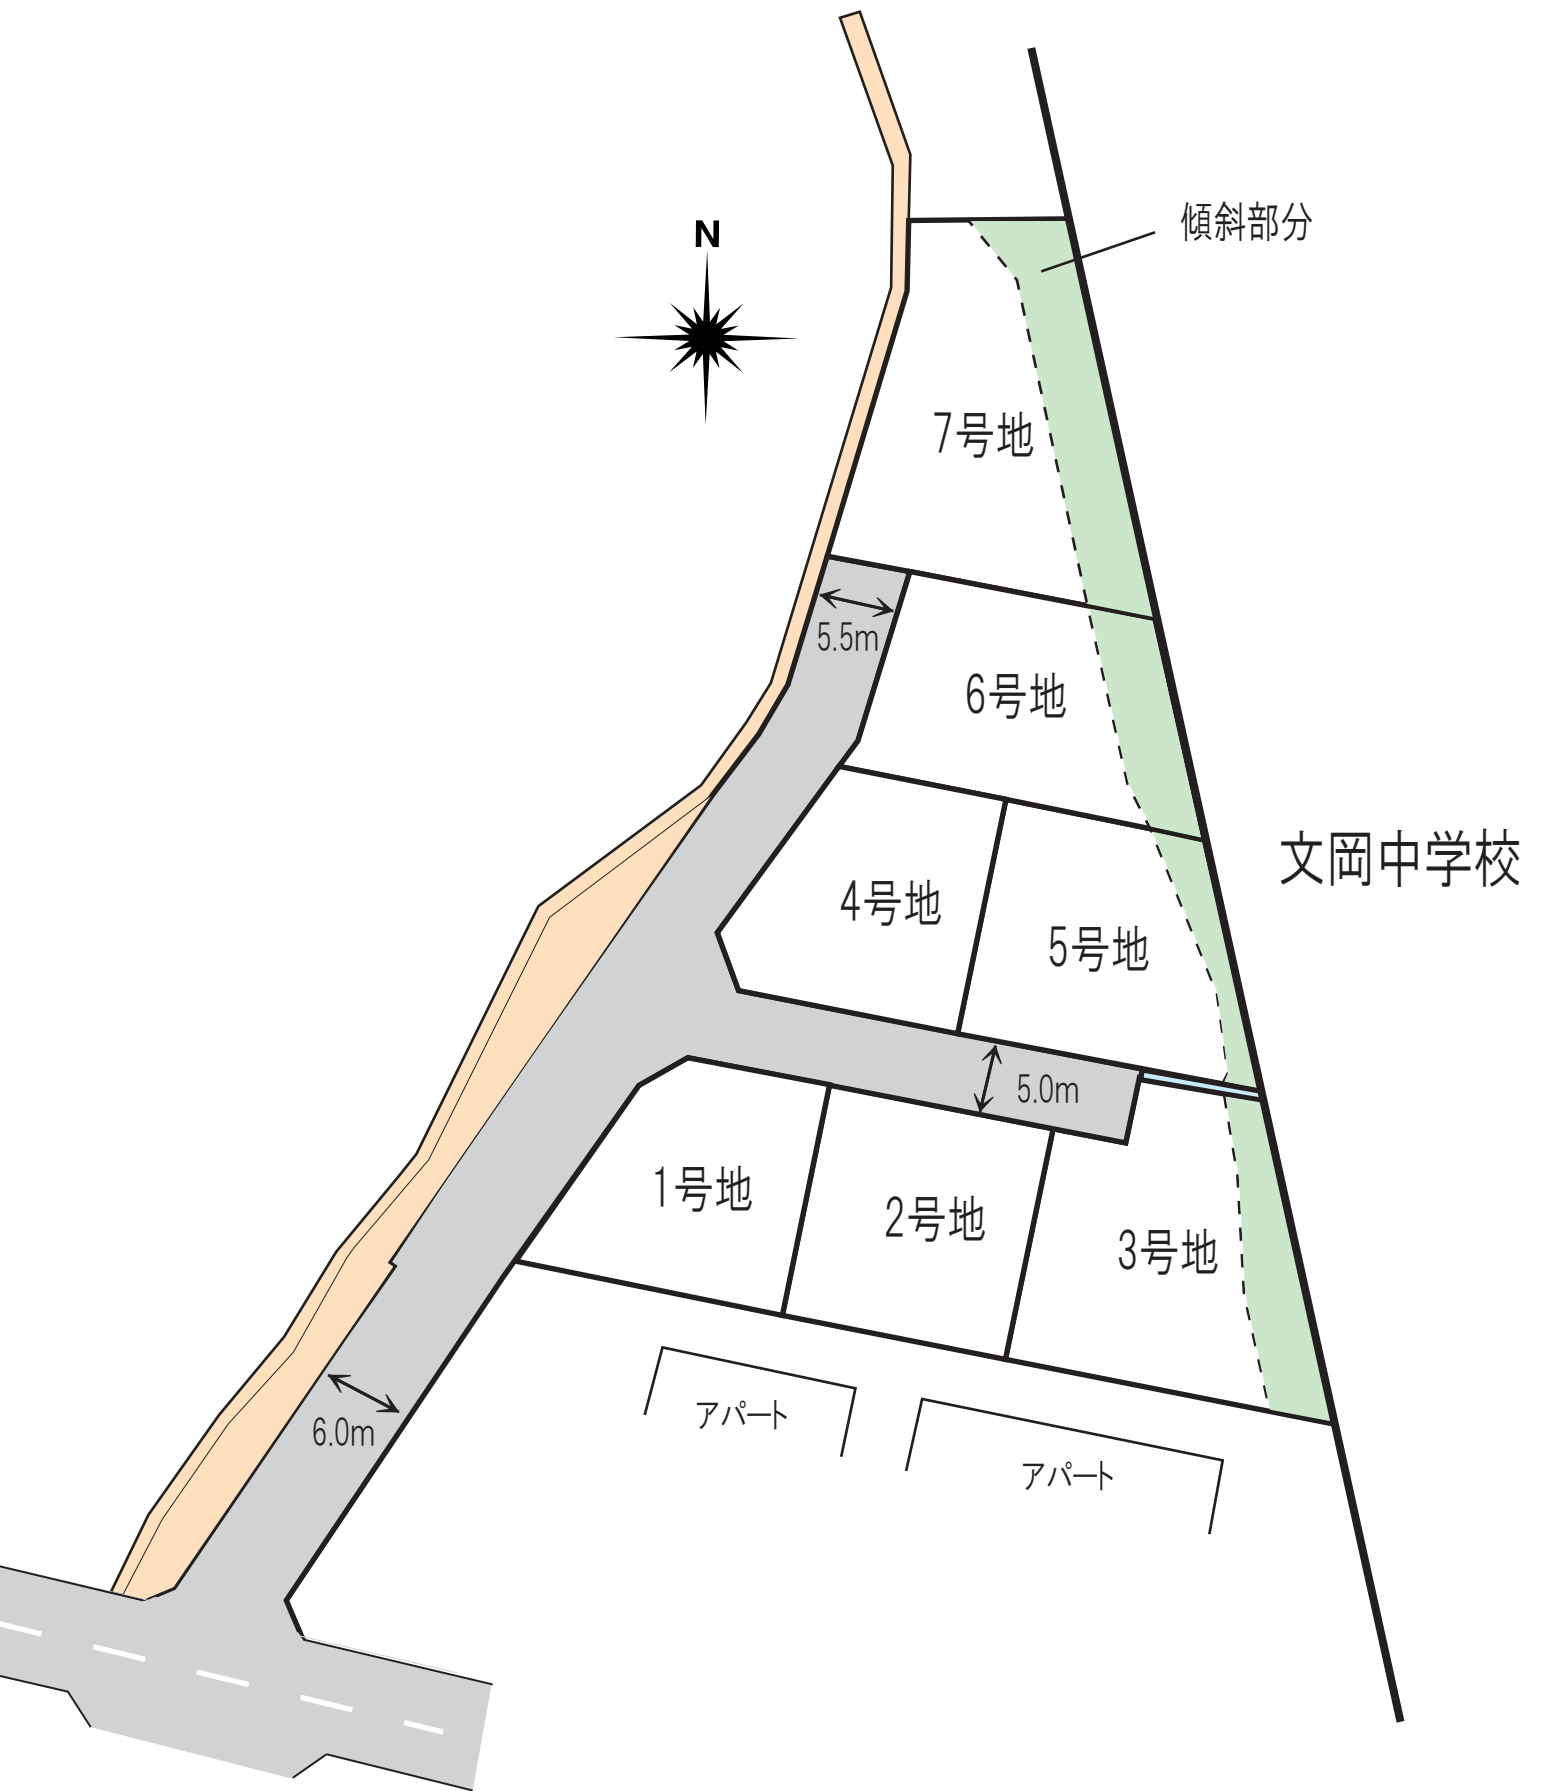 N
傾斜部分
7号地
5.5m
6号地
文岡中学校
4号地
5号地
5.0m
1号地
2号地
3号地
アパート
6.0m
アパート